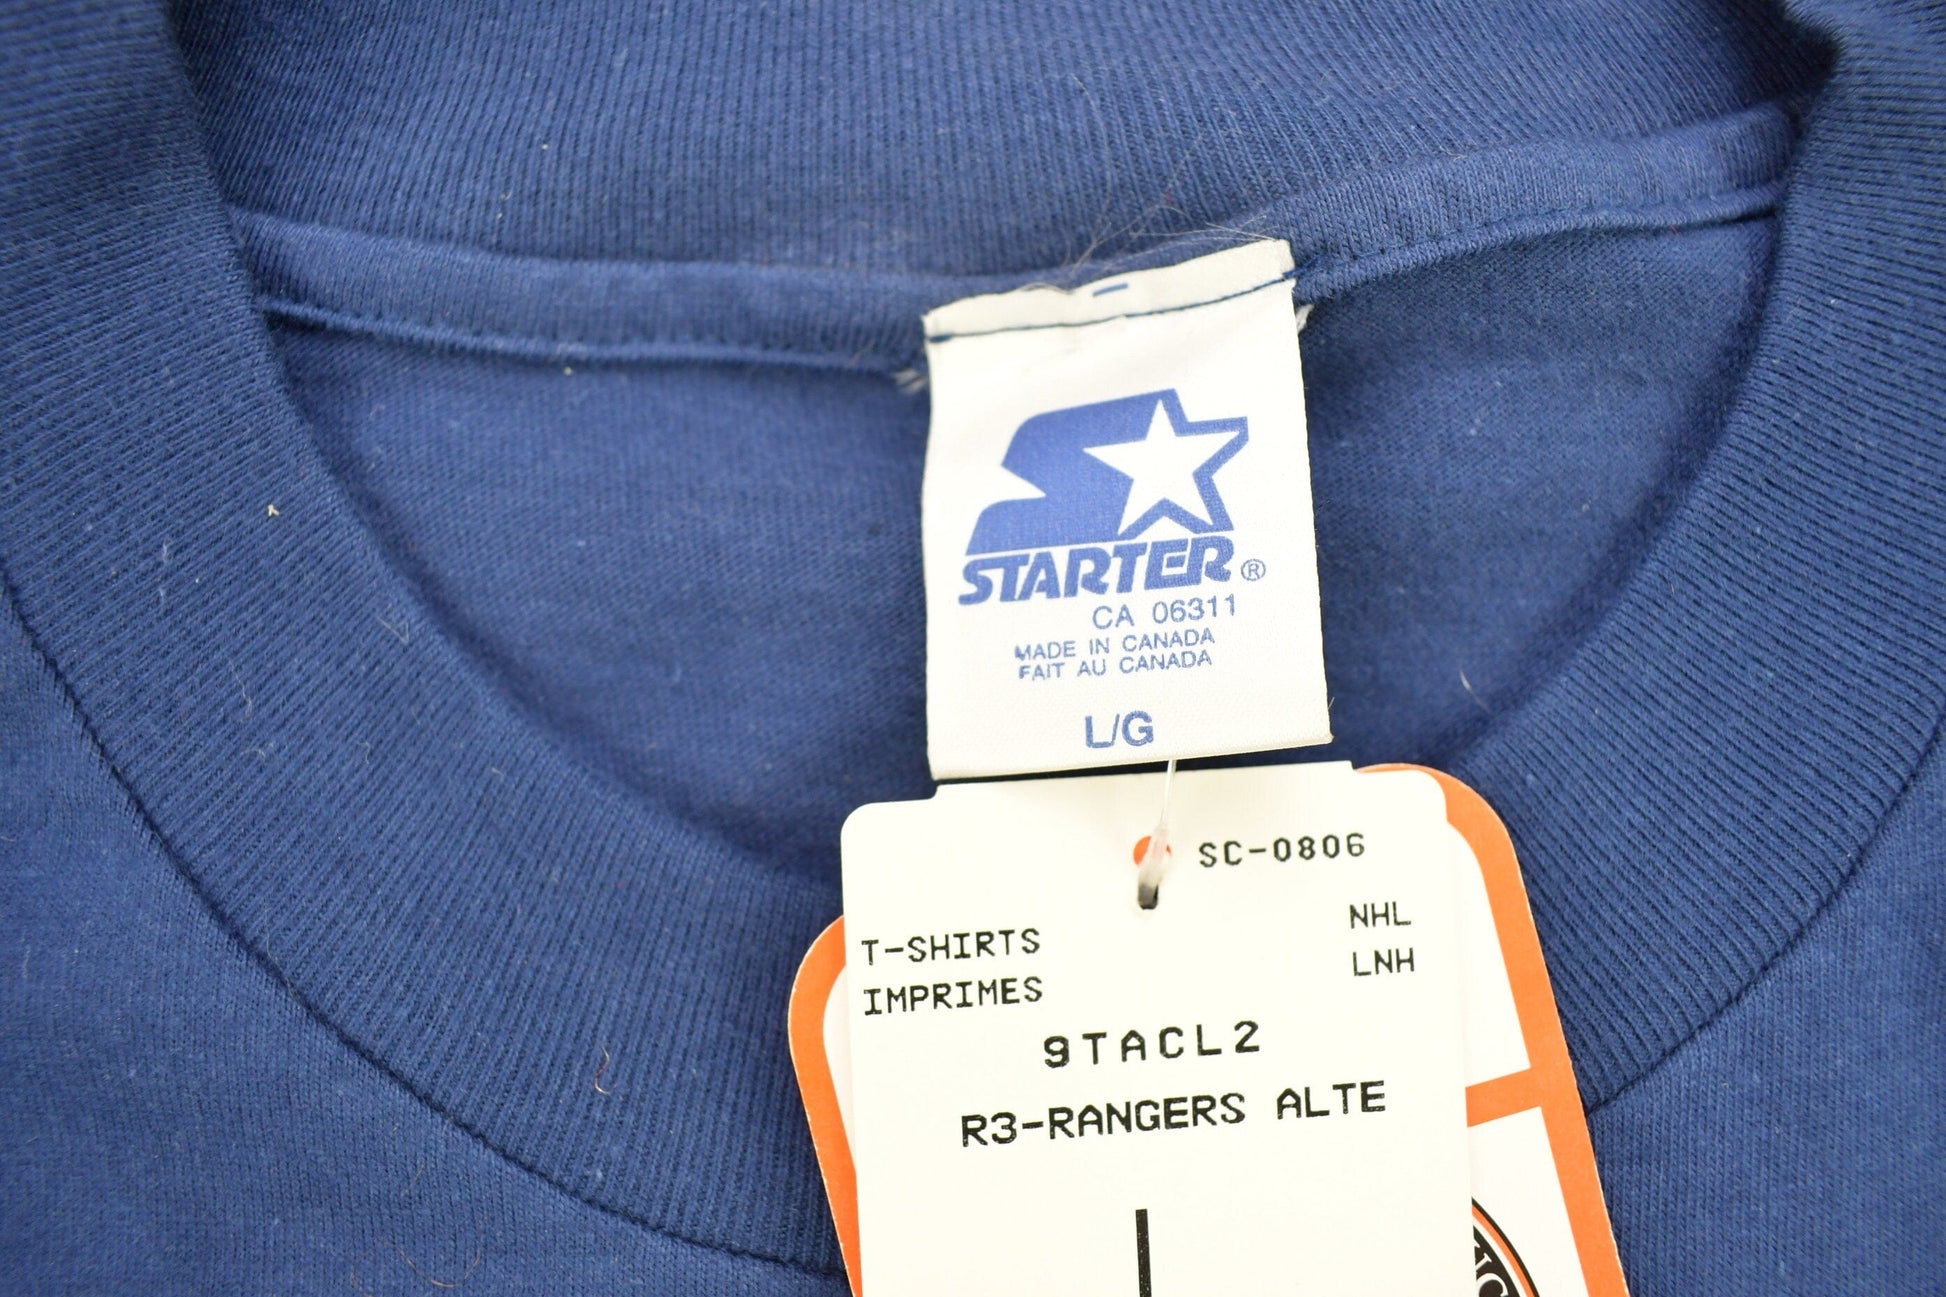 STARTER®
CA 06311
MADE IN CANADA
FAIT AU CANADA
L/G
SC-0806
T-SHIRTS NHL
IMPRIMES LNH
9TACL2
R3-RANGERS ALTE
L